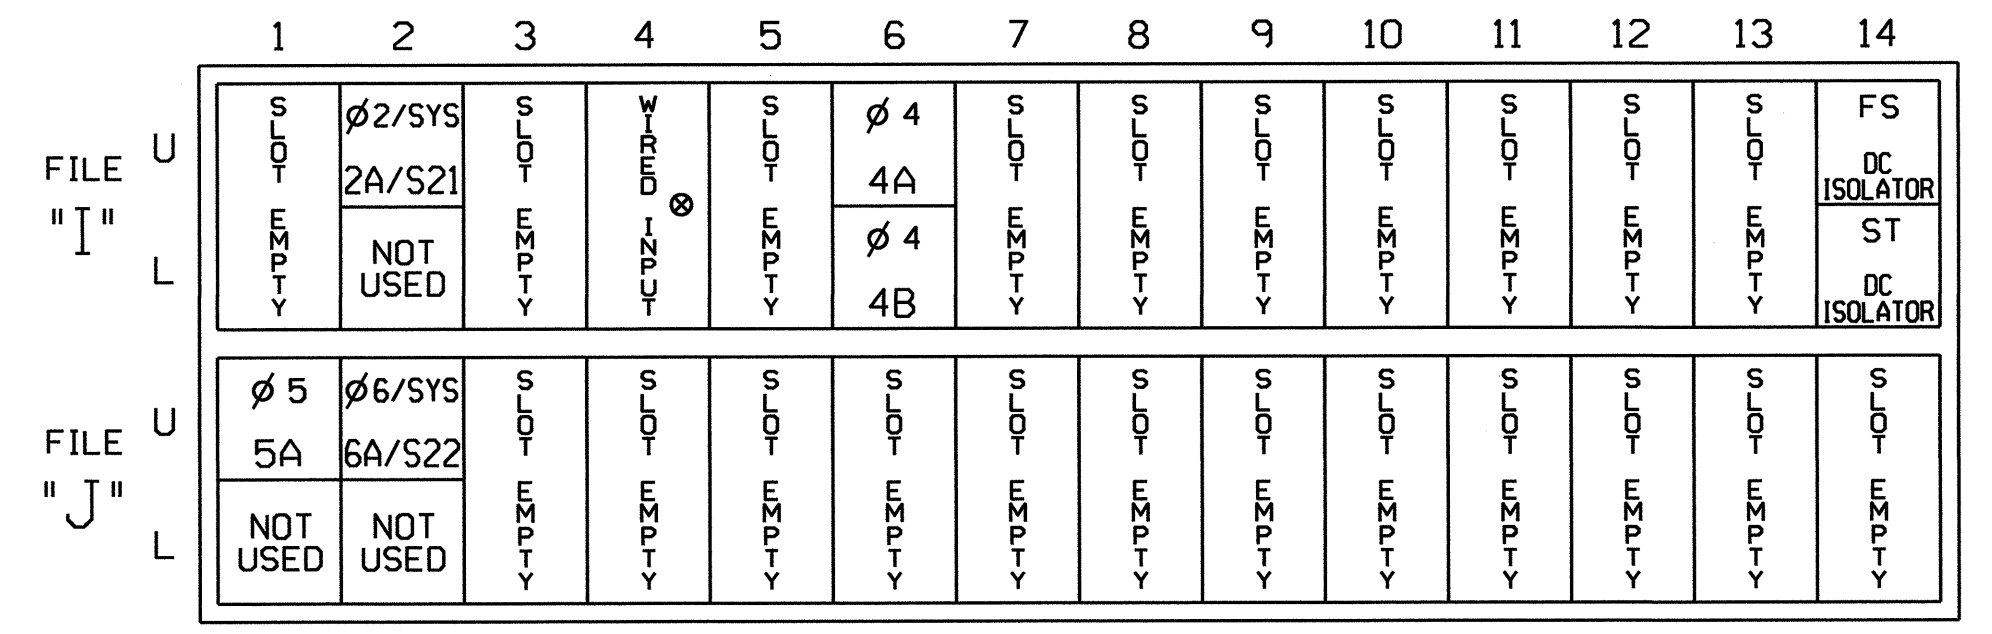 1 2 3 4 5 6 7 8 9 10 11 12 13 14
FILE
"I"
U
L
SLOT EMPTY
ø2/SYS
2A/S21
NOT
USED
SLOT EMPTY
WIRED INPUT
SLOT EMPTY
ø 4
4A
ø 4
4B
SLOT EMPTY
SLOT EMPTY
SLOT EMPTY
SLOT EMPTY
SLOT EMPTY
SLOT EMPTY
SLOT EMPTY
FS
DC
ISOLATOR
ST
DC
ISOLATOR
FILE
"J"
U
L
ø 5
5A
NOT
USED
ø6/SYS
6A/S22
NOT
USED
SLOT EMPTY
SLOT EMPTY
SLOT EMPTY
SLOT EMPTY
SLOT EMPTY
SLOT EMPTY
SLOT EMPTY
SLOT EMPTY
SLOT EMPTY
SLOT EMPTY
SLOT EMPTY
SLOT EMPTY